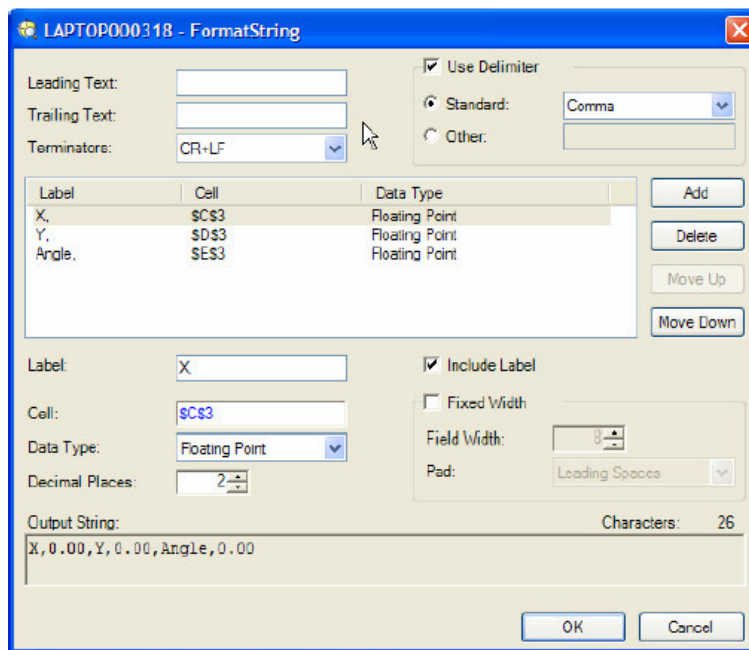 LAPTOP000318 - FormatString
Leading Text:
Trailing Text:
Terminators: CR+LF
Use Delimiter
Standard: Comma
Other:
Label Cell Data Type
X, $C$3 Floating Point
Y, $D$3 Floating Point
Angle, $E$3 Floating Point
Add
Delete
Move Up
Move Down
Label: X
Include Label
Cell: $C$3
Fixed Width
Data Type: Floating Point
Field Width: 8
Decimal Places: 2
Pad: Leading Spaces
Output String: Characters: 26
X,0.00,Y,0.00,Angle,0.00
OK Cancel